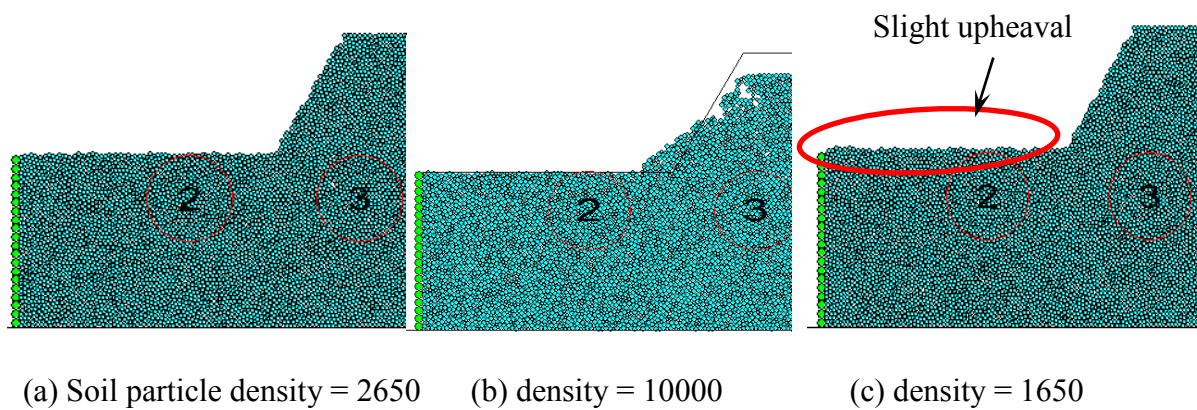 Slight upheaval
2
3
2
3
2
3
(a) Soil particle density = 2650
(b) density = 10000
(c) density = 1650